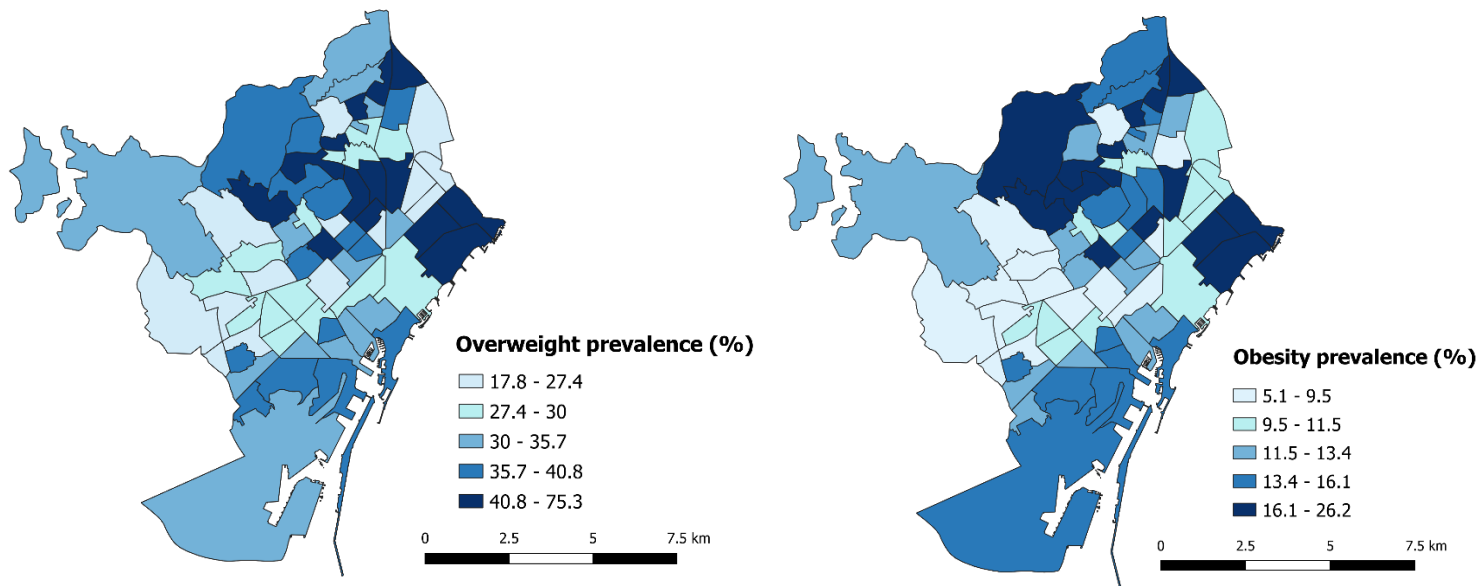 Overweight prevalence (%)
17.8 - 27.4
27.4 - 30
30 - 35.7
35.7 - 40.8
40.8 - 75.3
0 2.5 5 7.5 km
Obesity prevalence (%)
5.1 - 9.5
9.5 - 11.5
11.5 - 13.4
13.4 - 16.1
16.1 - 26.2
0 2.5 5 7.5 km